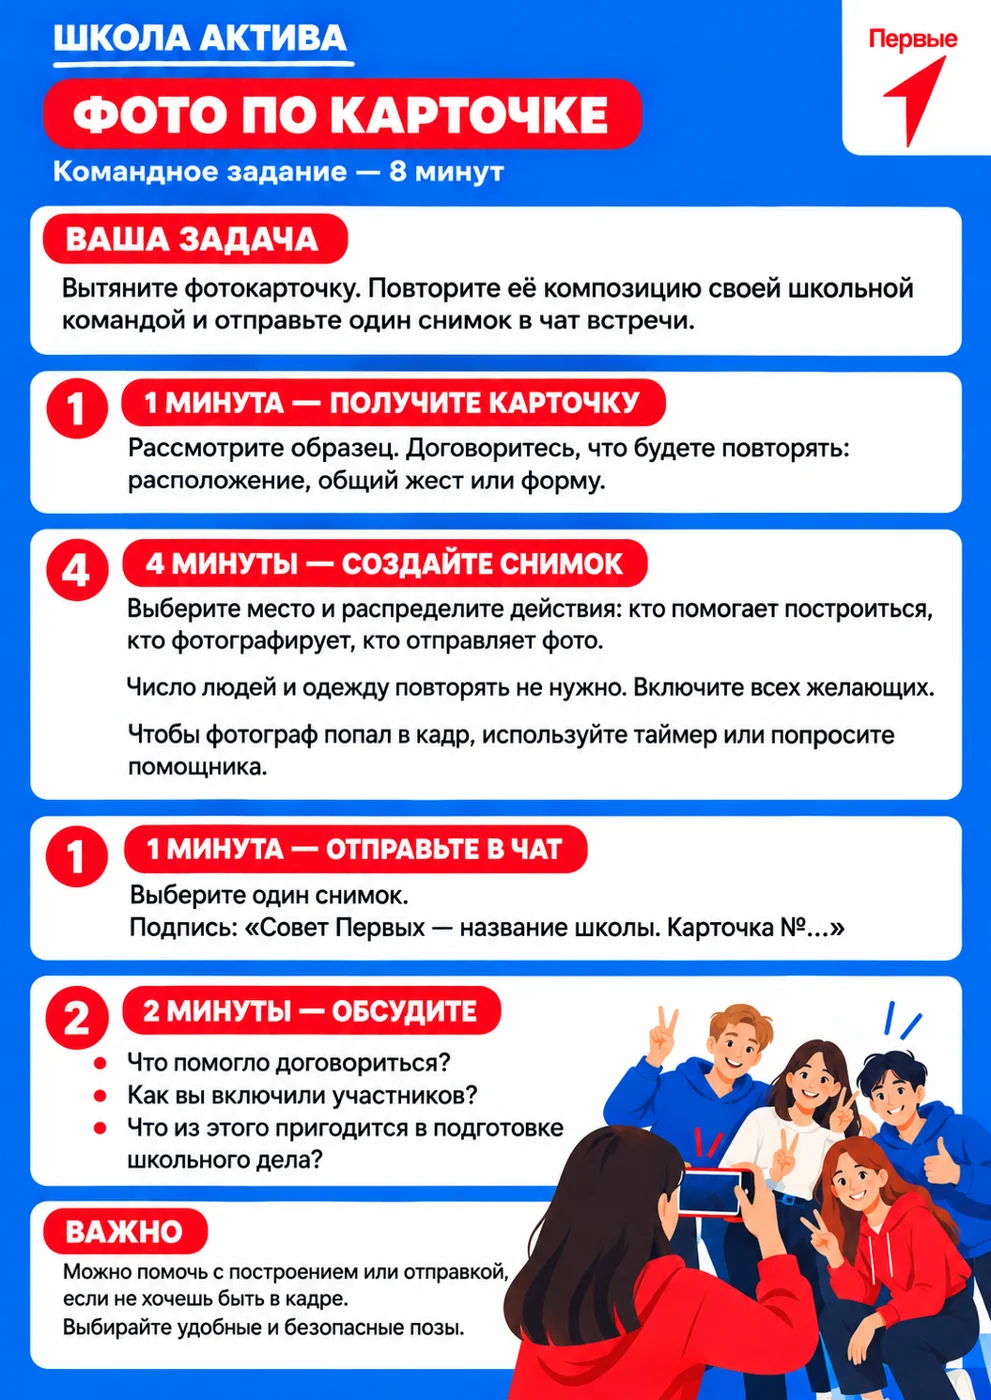 ШКОЛА АКТИВА
Первые
ФОТО ПО КАРТОЧКЕ
Командное задание — 8 минут
ВАША ЗАДАЧА
Вытяните фотокарточку. Повторите её композицию своей школьной
командой и отправьте один снимок в чат встречи.
1
1 МИНУТА — ПОЛУЧИТЕ КАРТОЧКУ
Рассмотрите образец. Договоритесь, что будете повторять:
расположение, общий жест или форму.
4
4 МИНУТЫ — СОЗДАЙТЕ СНИМОК
Выберите место и распределите действия: кто помогает построиться,
кто фотографирует, кто отправляет фото.
Число людей и одежду повторять не нужно. Включите всех желающих.
Чтобы фотограф попал в кадр, используйте таймер или попросите
помощника.
1
1 МИНУТА — ОТПРАВЬТЕ В ЧАТ
Выберите один снимок.
Подпись: «Совет Первых — название школы. Карточка №...»
2
2 МИНУТЫ — ОБСУДИТЕ
• Что помогло договориться?
• Как вы включили участников?
• Что из этого пригодится в подготовке
школьного дела?
ВАЖНО
Можно помочь с построением или отправкой,
если не хочешь быть в кадре.
Выбирайте удобные и безопасные позы.